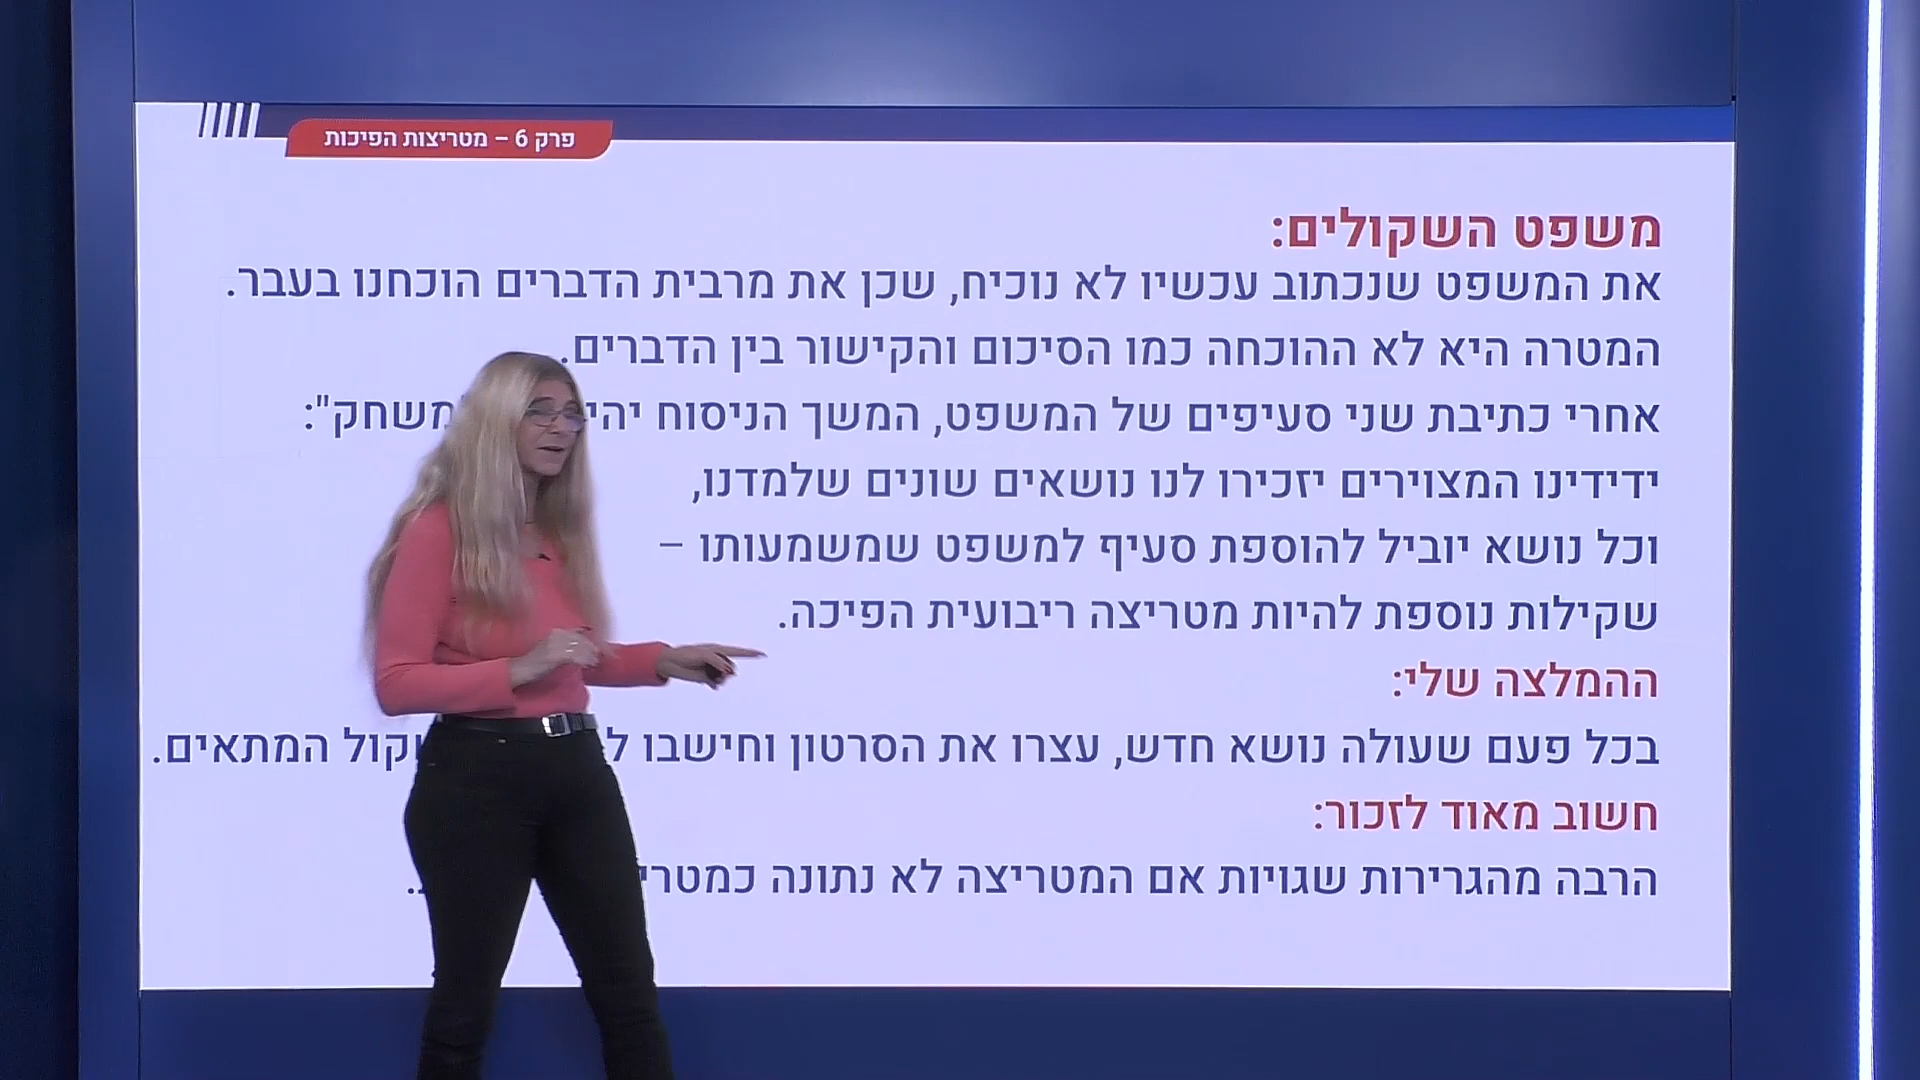 פרק 6 – מטריצות הפיכות
משפט השקולים:
את המשפט שנכתוב עכשיו לא נוכיח, שכן את מרבית הדברים הוכחנו בעבר.
המטרה היא לא ההוכחה כמו הסיכום והקישור בין הדברים.
אחרי כתיבת שני סעיפים של המשפט, המשך הניסוח משחק":
ידידינו המצוירים יזכירו לנו נושאים שונים שלמדנו,
וכל נושא יוביל להוספת סעיף למשפט שמשמעותו –
שקילות נוספת להיות מטריצה ריבועית הפיכה.
ההמלצה שלי:
בכל פעם שעולה נושא חדש, עצרו את הסרטון וחישבו המתאים.
חשוב מאוד לזכור:
הרבה מהגרירות שגויות אם המטריצה לא נתונה